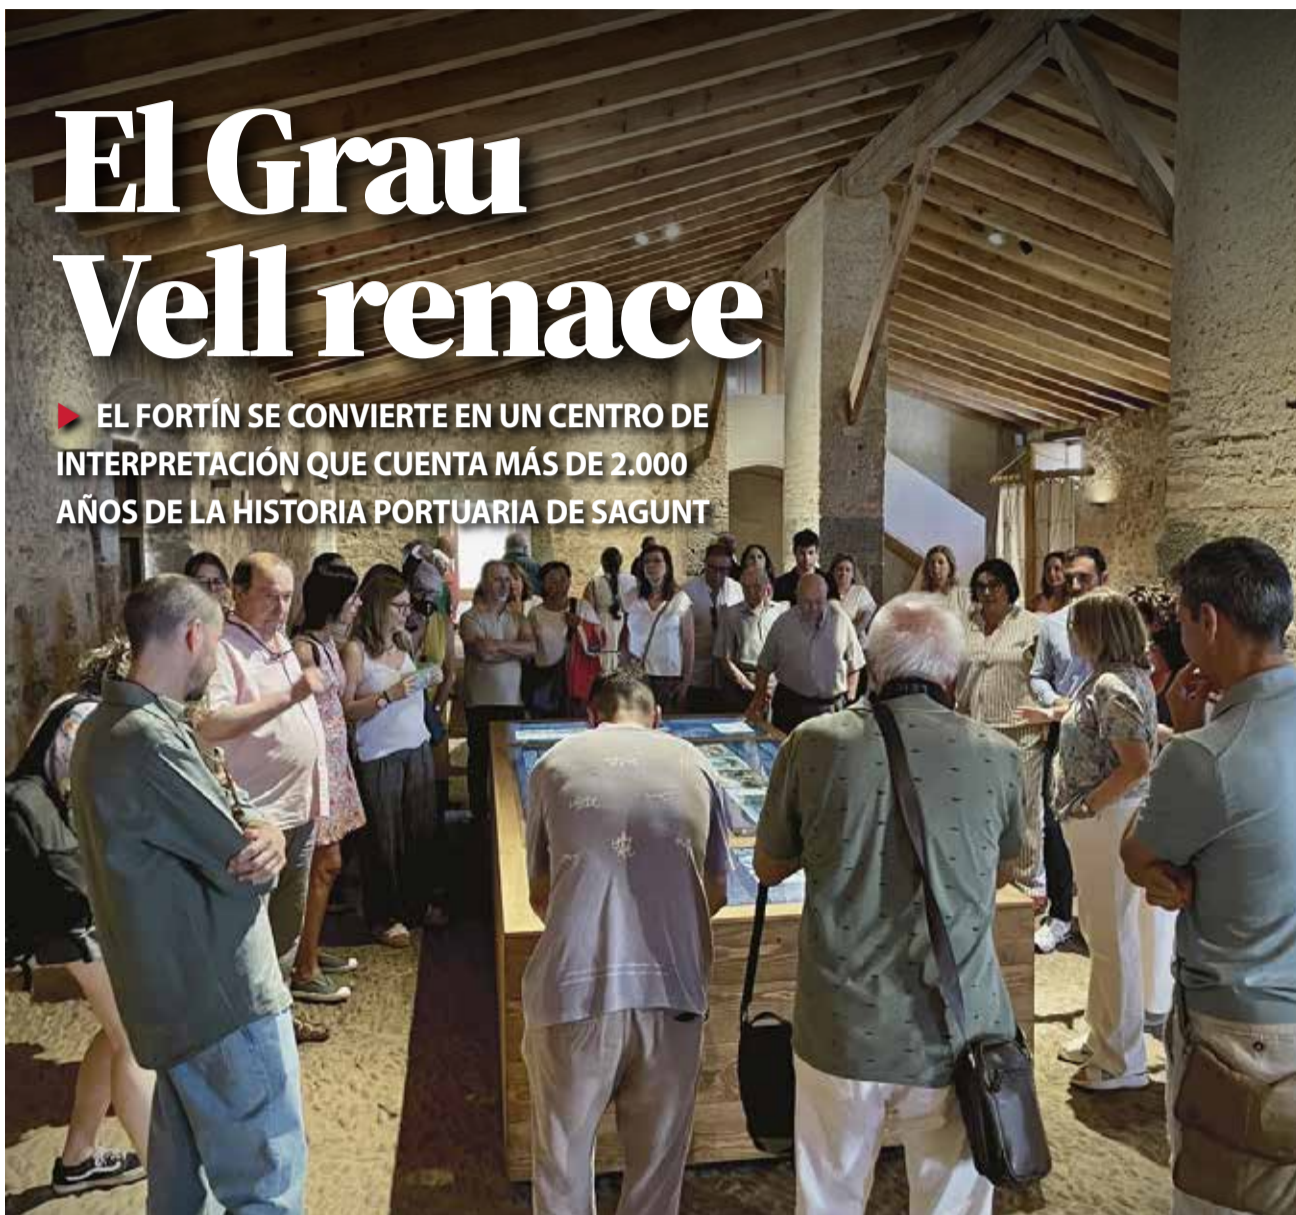 El Grau
Vell renace
EL FORTÍN SE CONVIERTE EN UN CENTRO DE
INTERPRETACIÓN QUE CUENTA MÁS DE 2.000
AÑOS DE LA HISTORIA PORTUARIA DE SAGUNT